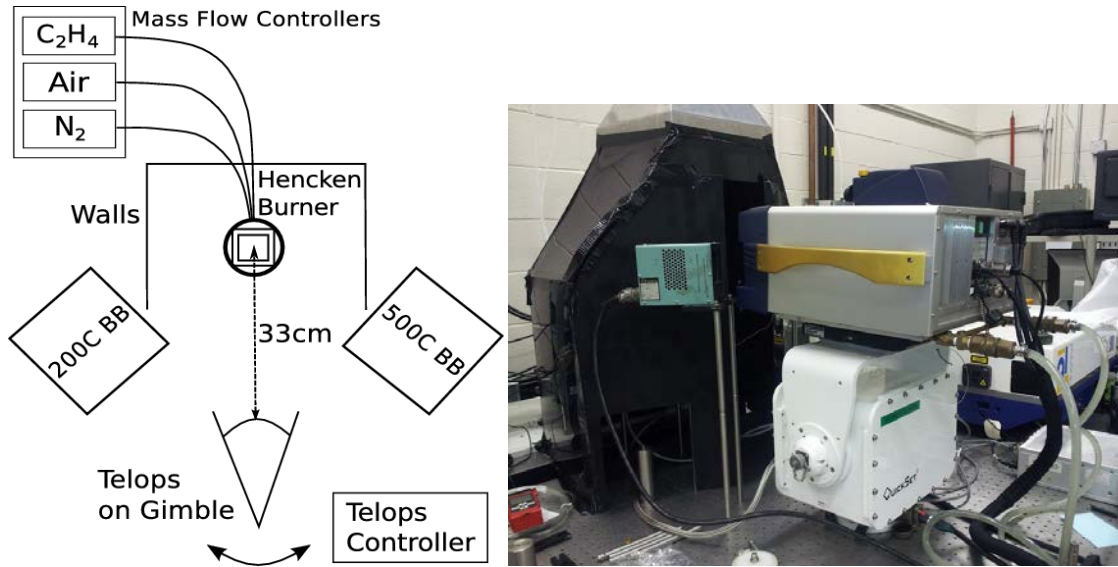 Mass Flow Controllers
C₂H₄
Air
N₂
Hencken
Burner
Walls
200C BB
500C BB
33cm
Telops
on Gimble
Telops
Controller
QUICKSET